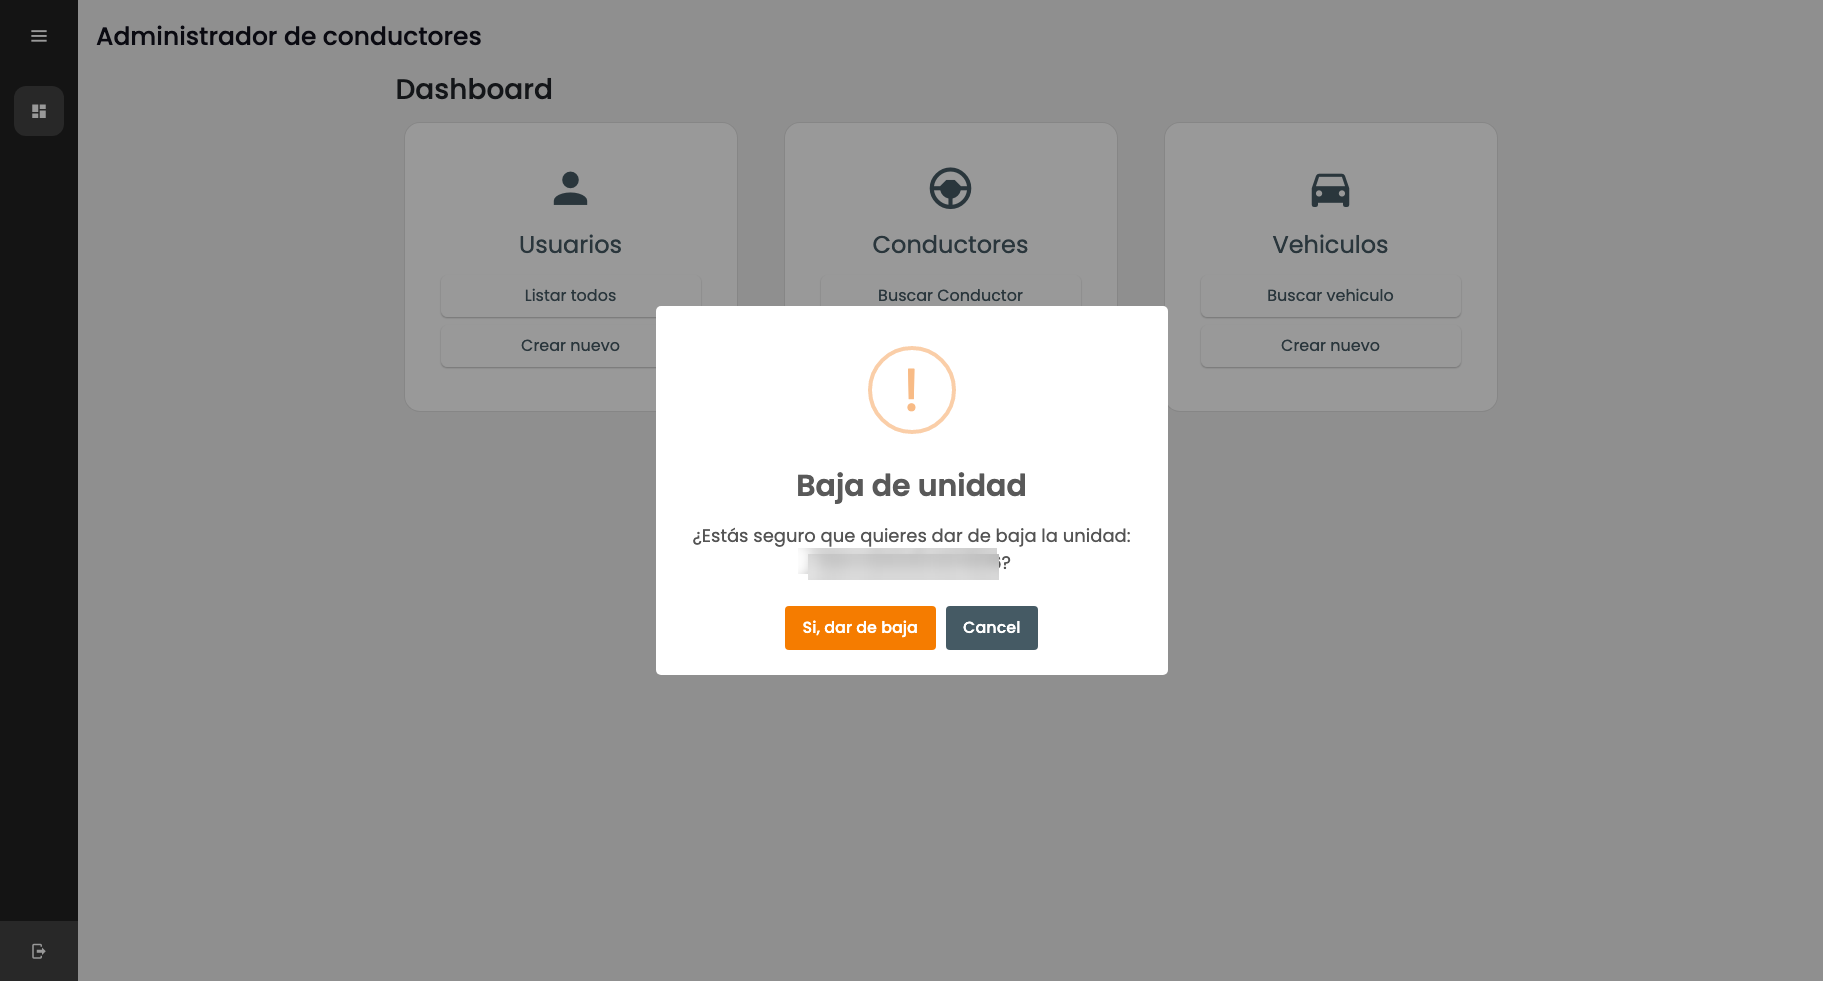 Administrador de conductores
Dashboard
Usuarios
Listar todos
Crear nuevo
Conductores
Buscar Conductor
Vehiculos
Buscar vehiculo
Crear nuevo
!
Baja de unidad
¿Estás seguro que quieres dar de baja la unidad:
?
Si, dar de baja
Cancel